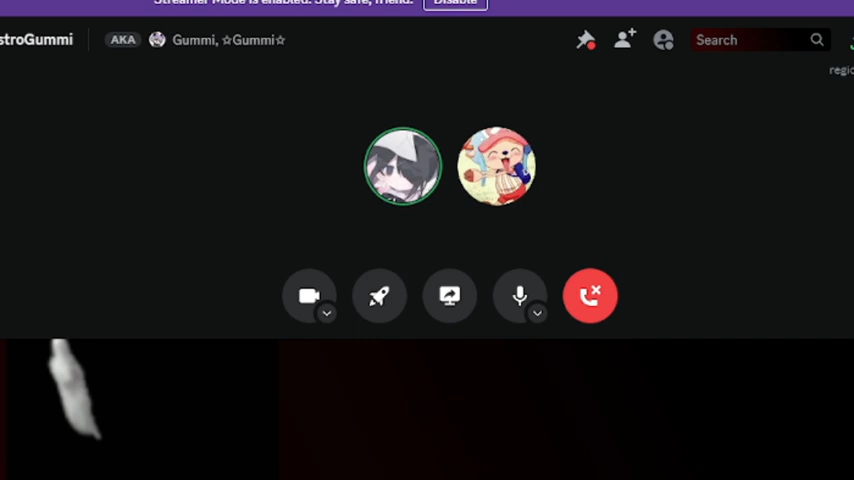 Streamer Mode is enabled. Stay safe, friend. Disable
stroGummi AKA Gummi, ☆Gummi☆ Search
regio